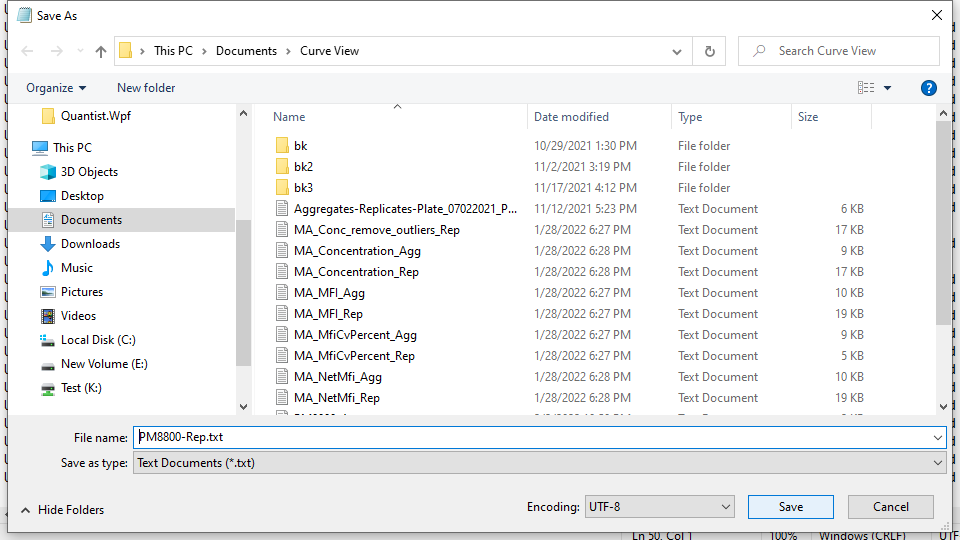 Save As
This PC > Documents > Curve View
Search Curve View
Organize New folder
Name Date modified Type Size
Quantist.Wpf
This PC
3D Objects
Desktop
Documents
Downloads
Music
Pictures
Videos
Local Disk (C:)
New Volume (E:)
Test (K:)
bk 10/29/2021 1:30 PM File folder
bk2 11/2/2021 3:19 PM File folder
bk3 11/17/2021 4:12 PM File folder
Aggregates-Replicates-Plate_07022021_P... 11/12/2021 5:23 PM Text Document 6 KB
MA_Conc_remove_outliers_Rep 1/28/2022 6:27 PM Text Document 17 KB
MA_Concentration_Agg 1/28/2022 6:28 PM Text Document 9 KB
MA_Concentration_Rep 1/28/2022 6:28 PM Text Document 17 KB
MA_MFI_Agg 1/28/2022 6:27 PM Text Document 10 KB
MA_MFI_Rep 1/28/2022 6:27 PM Text Document 19 KB
MA_MfiCvPercent_Agg 1/28/2022 6:27 PM Text Document 9 KB
MA_MfiCvPercent_Rep 1/28/2022 6:27 PM Text Document 5 KB
MA_NetMfi_Agg 1/28/2022 6:28 PM Text Document 10 KB
MA_NetMfi_Rep 1/28/2022 6:28 PM Text Document 19 KB
File name: PM8800-Rep.txt
Save as type: Text Documents (*.txt)
Hide Folders
Encoding: UTF-8 Save Cancel
Ln 50, Col 1 100% Windows (CRLF) UTF